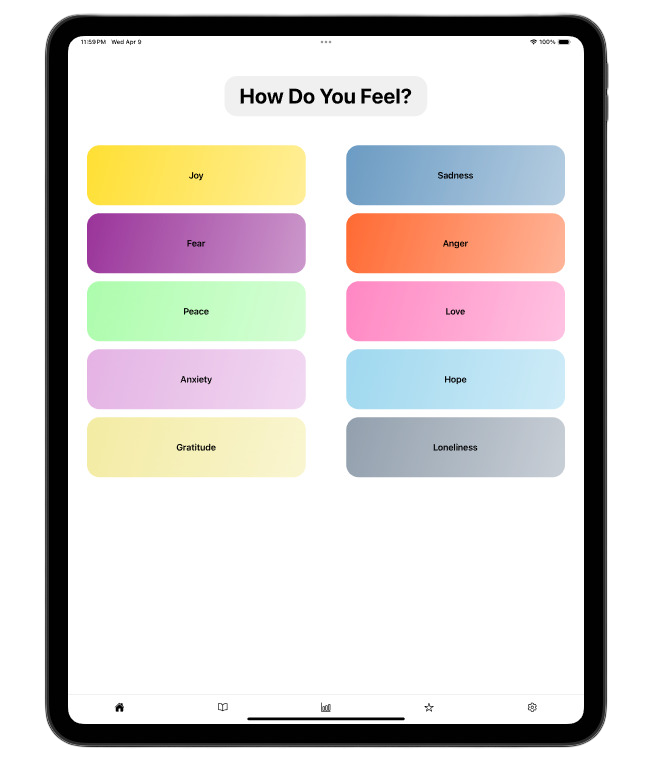 11:59 PM Wed Apr 9
100%
How Do You Feel?
Joy
Sadness
Fear
Anger
Peace
Love
Anxiety
Hope
Gratitude
Loneliness